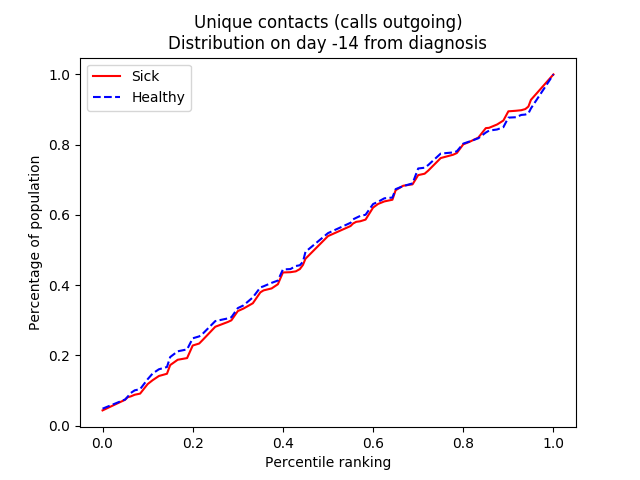 Unique contacts (calls outgoing)
Distribution on day -14 from diagnosis
Sick
Healthy
1.0
0.8
0.6
0.4
0.2
0.0
Percentage of population
0.0 0.2 0.4 0.6 0.8 1.0
Percentile ranking